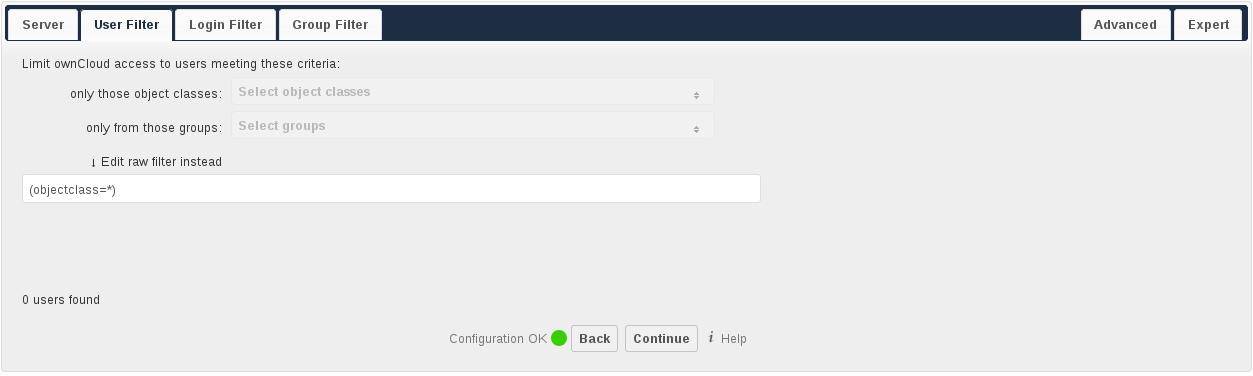 Server User Filter Login Filter Group Filter Advanced Expert
Limit ownCloud access to users meeting these criteria:
only those object classes: Select object classes
only from those groups: Select groups
↓ Edit raw filter instead
(objectclass=*)
0 users found
Configuration OK Back Continue i Help